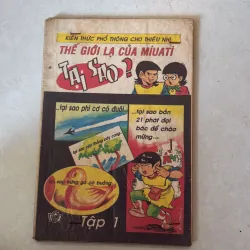 KIẾN THỨC PHỔ THÔNG CHO THIẾU NHI
THẾ GIỚI LẠ CỦA MIUATI
TẠI SAO?
...tại sao phi cơ có đuôi...
...tại sao bắn
21 phát đại
bác để chào
mừng...
Tập 1